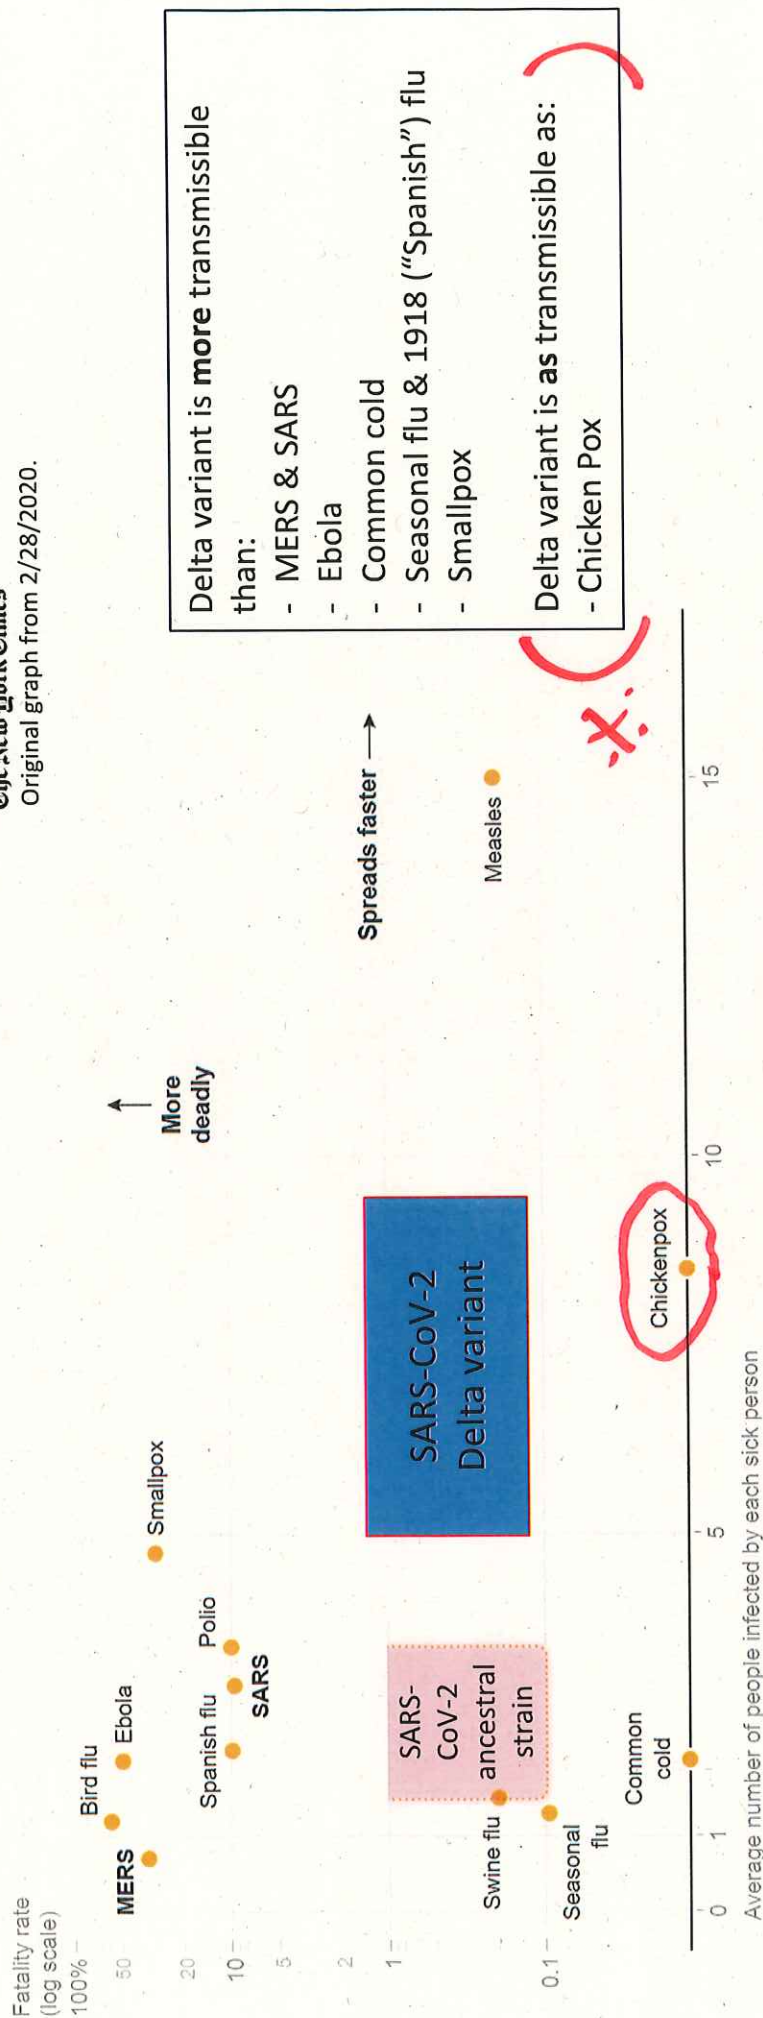 The New York Times
Original graph from 2/28/2020.
Fatality rate
(log scale)
100%
50
20
10
5
2
1
0.1
Bird flu
MERS
Ebola
Smallpox
Spanish flu
Polio
SARS
More
deadly
Spreads faster
SARS-
CoV-2
ancestral
strain
SARS-CoV-2
Delta variant
Swine flu
Seasonal
flu
Measles
Common
cold
Chickenpox
0
1
5
10
15
Average number of people infected by each sick person
Delta variant is more transmissible
than:
- MERS & SARS
- Ebola
- Common cold
- Seasonal flu & 1918 (“Spanish”) flu
- Smallpox
Delta variant is as transmissible as:
- Chicken Pox